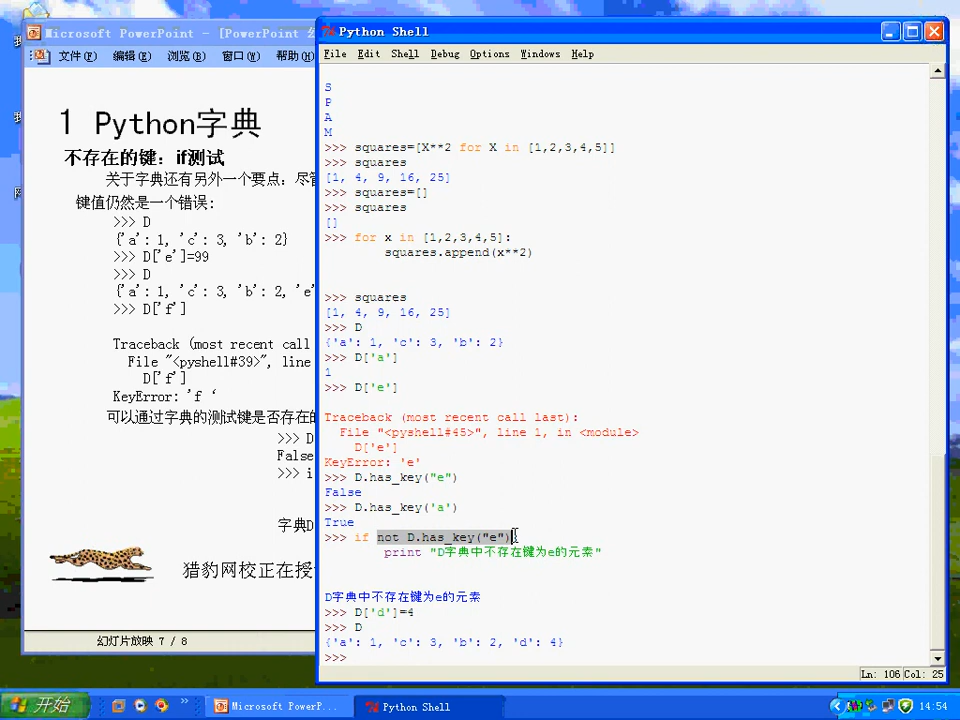 Microsoft PowerPoint - [PowerPoint
文件(F) 编辑(E) 浏览(B) 窗口(W) 帮助(H)
1 Python字典
不存在的键：if测试
关于字典还有另外一个要点：尽管
键值仍然是一个错误：
>>> D
{'a': 1, 'c': 3, 'b': 2}
>>> D['e']=99
>>> D
{'a': 1, 'c': 3, 'b': 2, 'e'
>>> D['f']
Traceback (most recent call
File "<pyshell#39>", line
D['f']
KeyError: 'f ‘
可以通过字典的测试键是否存在的
>>> D
False
>>> i
字典D
猎豹网校正在授
幻灯片放映 7 / 8
Python Shell
File Edit Shell Debug Options Windows Help
S
P
A
M
>>> squares=[X**2 for X in [1,2,3,4,5]]
>>> squares
[1, 4, 9, 16, 25]
>>> squares=[]
>>> squares
[]
>>> for x in [1,2,3,4,5]:
squares.append(x**2)
>>> squares
[1, 4, 9, 16, 25]
>>> D
{'a': 1, 'c': 3, 'b': 2}
>>> D['a']
1
>>> D['e']
Traceback (most recent call last):
File "<pyshell#45>", line 1, in <module>
D['e']
KeyError: 'e'
>>> D.has_key("e")
False
>>> D.has_key('a')
True
>>> if not D.has_key("e"):
print "D字典中不存在键为e的元素"
D字典中不存在键为e的元素
>>> D['d']=4
>>> D
{'a': 1, 'c': 3, 'b': 2, 'd': 4}
>>>
Ln: 106 Col: 25
开始 Microsoft PowerP... Python Shell 14:54